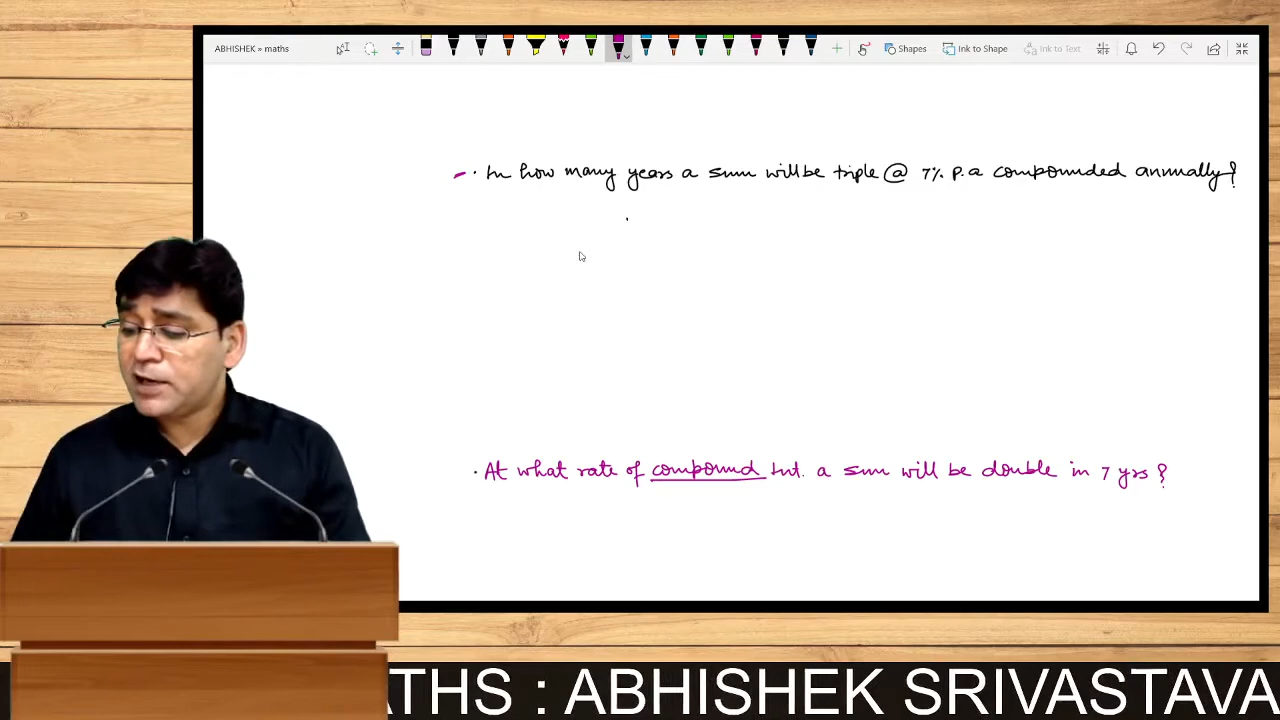 ABHISHEK » maths
Shapes
Ink to Shape
Ink to Text
In how many years a sum will be triple @ 7% p.a compounded annually?
At what rate of compound Int. a sum will be double in 7 yrs?
ATHS : ABHISHEK SRIVASTAVA